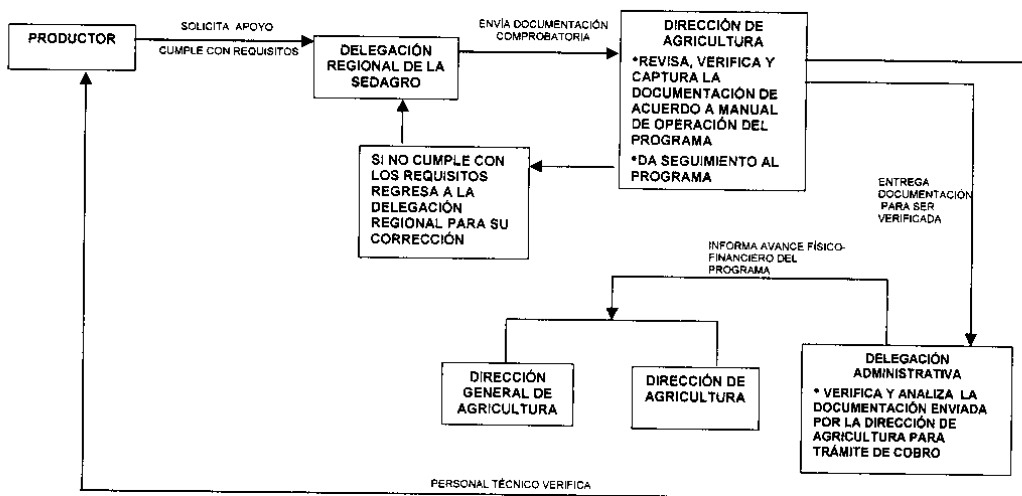 PRODUCTOR
SOLICITA APOYO
CUMPLE CON REQUISITOS
DELEGACIÓN
REGIONAL DE LA
SEDAGRO
ENVÍA DOCUMENTACIÓN
COMPROBATORIA
DIRECCIÓN DE
AGRICULTURA
*REVISA, VERIFICA Y
CAPTURA LA
DOCUMENTACIÓN DE
ACUERDO A MANUAL
DE OPERACIÓN DEL
PROGRAMA
*DA SEGUIMIENTO AL
PROGRAMA
SI NO CUMPLE CON
LOS REQUISITOS
REGRESA A LA
DELEGACIÓN
REGIONAL PARA SU
CORRECCIÓN
ENTREGA
DOCUMENTACIÓN
PARA SER
VERIFICADA
INFORMA AVANCE FÍSICO-
FINANCIERO DEL
PROGRAMA
DIRECCIÓN
GENERAL DE
AGRICULTURA
DIRECCIÓN DE
AGRICULTURA
DELEGACIÓN
ADMINISTRATIVA
* VERIFICA Y ANALIZA LA
DOCUMENTACIÓN ENVIADA
POR LA DIRECCIÓN DE
AGRICULTURA PARA
TRÁMITE DE COBRO
PERSONAL TÉCNICO VERIFICA